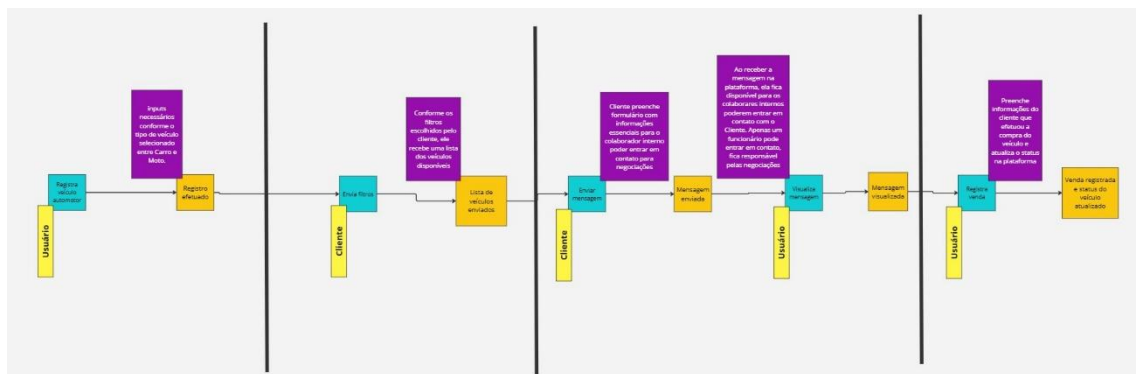 Inputs
necessários
conforme o
tipo de veículo
selecionado
entre Carro e
Moto.
Registra
veículo
automotor
Registro
efetuado
Usuário
Conforme os
filtros
escolhidos pelo
cliente, ele
recebe uma lista
dos veículos
disponíveis
Envia filtros
Lista de
veículos
enviados
Cliente
Cliente preenche
formulário com
informações
essenciais para o
colaborador interno
poder entrar em
contato para
negociações
Enviar
mensagem
Mensagem
enviada
Cliente
Ao receber a
mensagem na
plataforma, ela fica
disponível para os
colaborares internos
poderem entrar em
contato com o
Cliente. Apenas um
funcionário pode
entrar em contato,
fica responsável
pelas negociações
Visualiza
mensagem
Mensagem
visualizada
Usuário
Preenche
informações do
cliente que
efetuou a
compra do
veículo e
atualiza o status
na plataforma
Registra
venda
Venda registrada
e status do
veículo
atualizado
Usuário